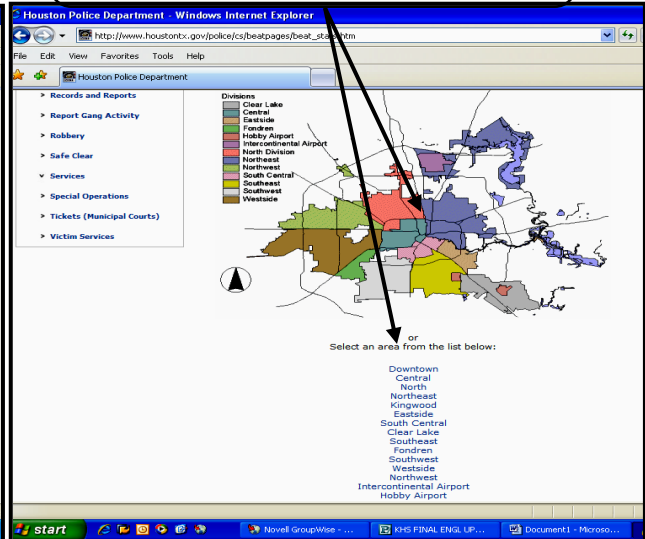 Houston Police Department - Windows Internet Explorer
http://www.houstontx.gov/police/cs/beatpages/beat_sta htm
File Edit View Favorites Tools Help
Houston Police Department
> Records and Reports
> Report Gang Activity
> Robbery
> Safe Clear
Services
> Special Operations
> Tickets (Municipal Courts)
> Victim Services
Divisions
Clear Lake
Central
Eastside
Fondren
Hobby Airport
Intercontinental Airport
North Division
Northeast
Northwest
South Central
Southeast
Southwest
Westside
or
Select an area from the list below:
Downtown
Central
North
Northeast
Kingwood
Eastside
South Central
Clear Lake
Southeast
Fondren
Southwest
Westside
Northwest
Intercontinental Airport
Hobby Airport
start
Novell GroupWise - ...
KHS FINAL ENGL UP...
Document1 - Microso...